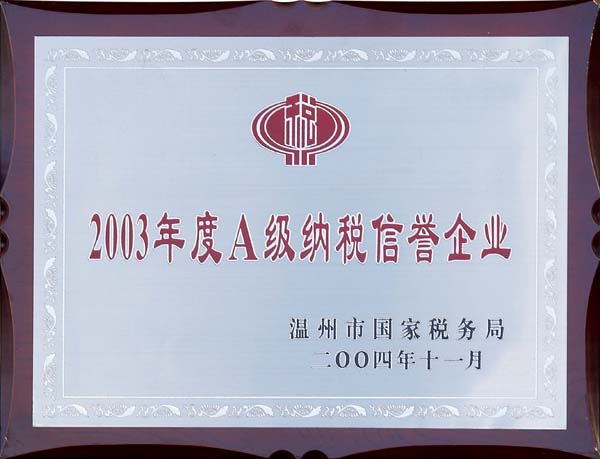 税
2003年度A级纳税信誉企业
温州市国家税务局
二〇〇四年十一月